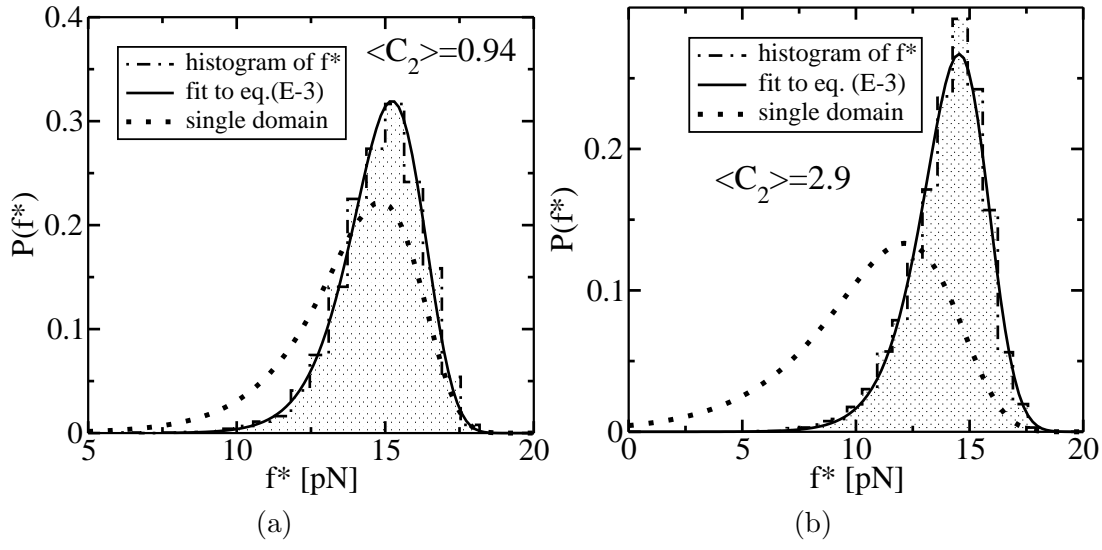 0.4
0.3
0.2
0.1
0
P(f*)
histogram of f*
fit to eq.(E-3)
single domain
<C₂>=0.94
5
10
15
20
f* [pN]
(a)
0.2
0.1
0
P(f*)
histogram of f*
fit to eq. (E-3)
single domain
<C₂>=2.9
0
5
10
15
20
f* [pN]
(b)